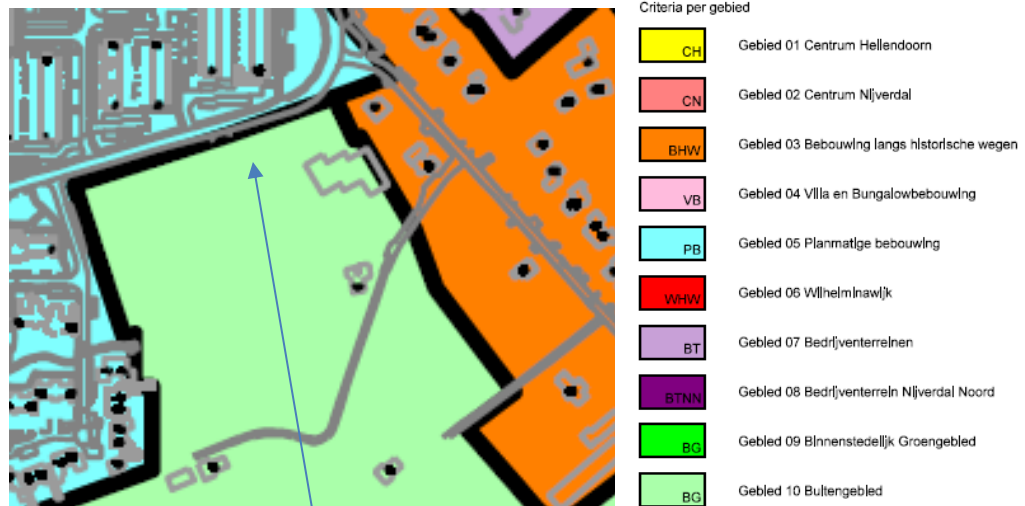 Criteria per gebied
CH Gebied 01 Centrum Hellendoorn
CN Gebied 02 Centrum Nijverdal
BHW Gebied 03 Bebouwing langs historische wegen
VB Gebied 04 Villa en Bungalowbebouwing
PB Gebied 05 Planmatige bebouwing
WHW Gebied 06 Wilhelminawijk
BT Gebied 07 Bedrijventerreinen
BTNN Gebied 08 Bedrijventerrein Nijverdal Noord
BG Gebied 09 Binnenstedelijk Groengebied
BG Gebied 10 Buitengebied